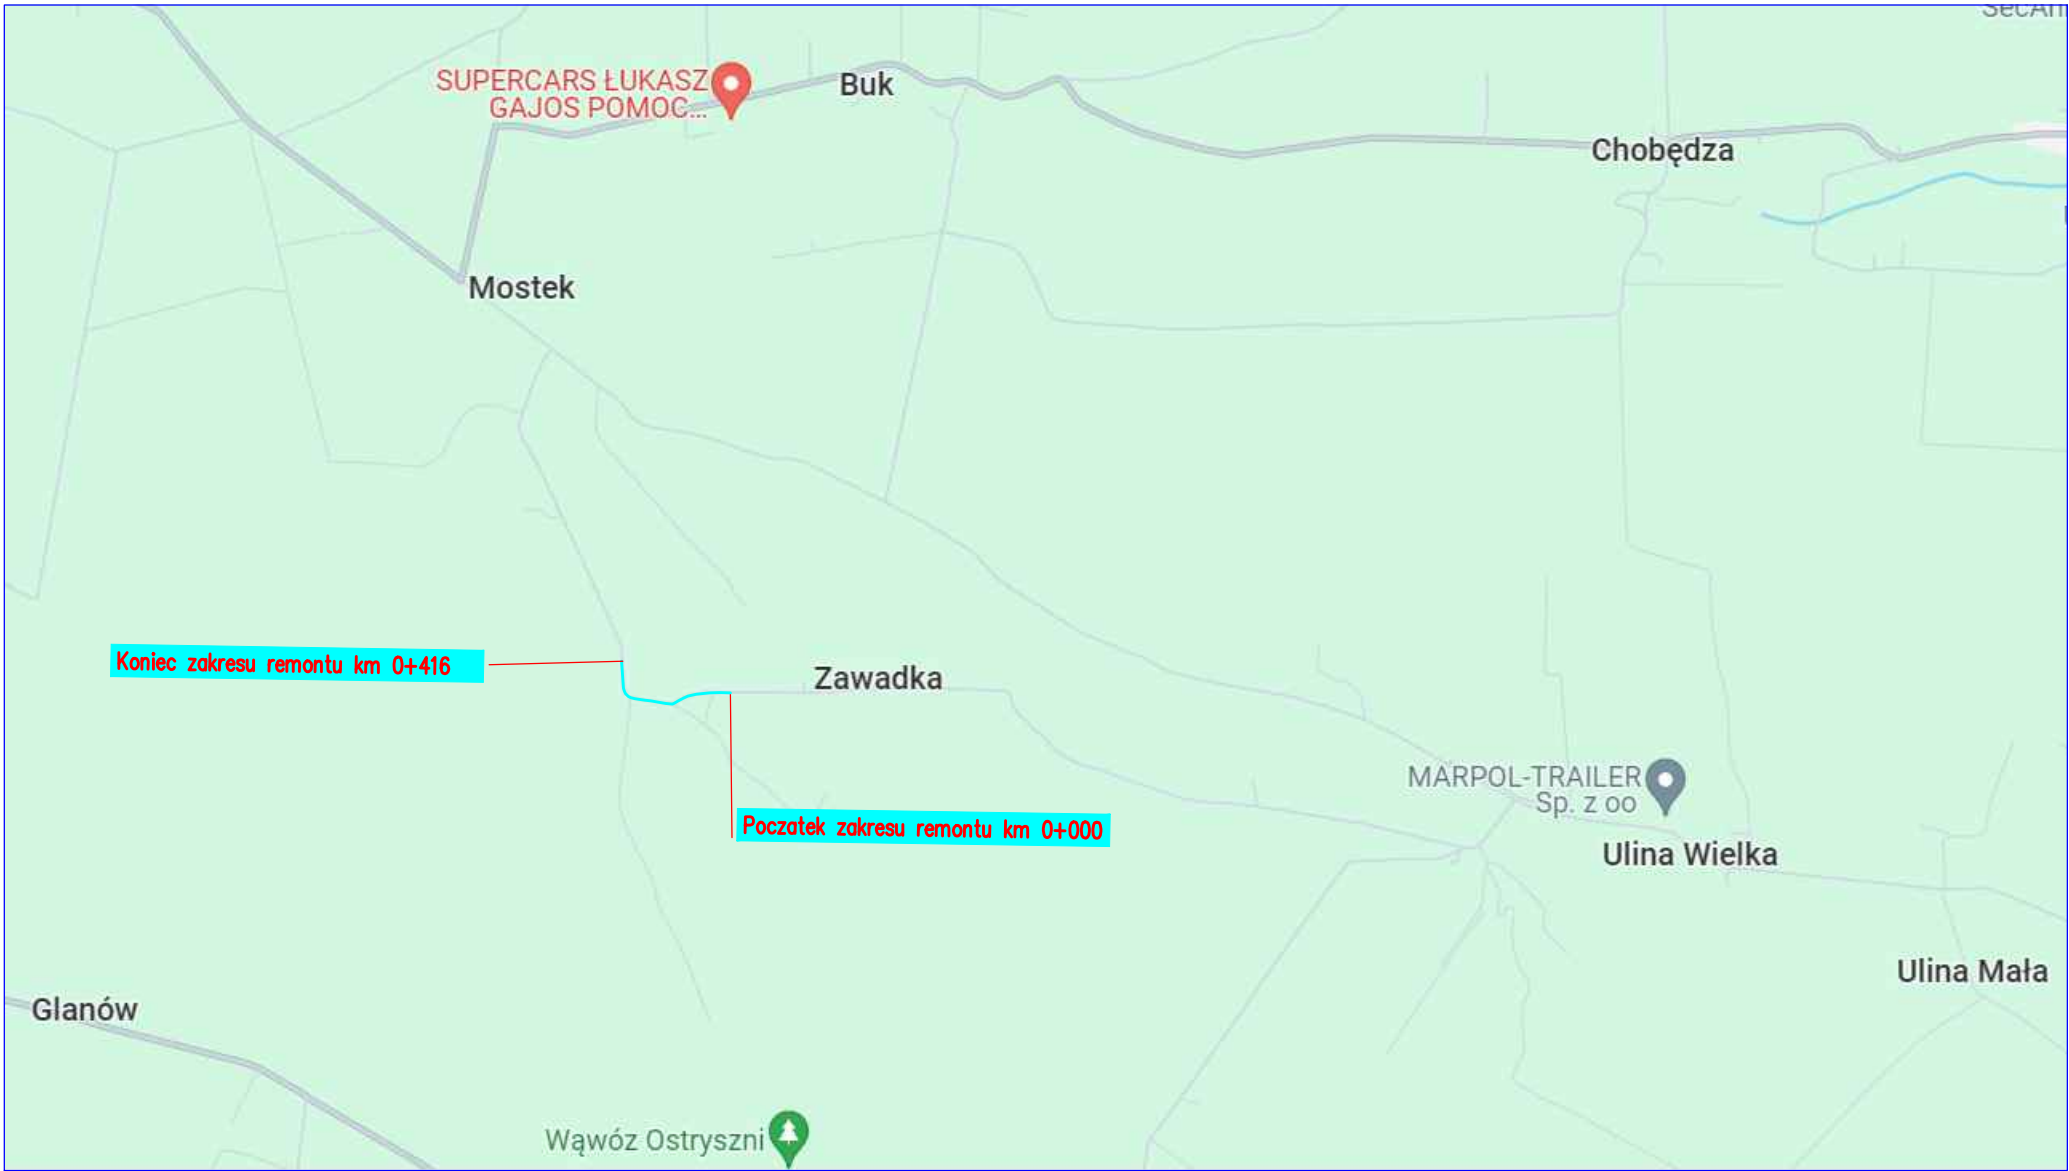 SUPERCARS ŁUKASZ
GAJOS POMOC...
Buk
Chobędza
Mostek
Koniec zakresu remontu km 0+416
Zawadka
MARPOL-TRAILER
Sp. z oo
Poczatek zakresu remontu km 0+000
Ulina Wielka
Ulina Mała
Glanów
Wąwóz Ostryszni